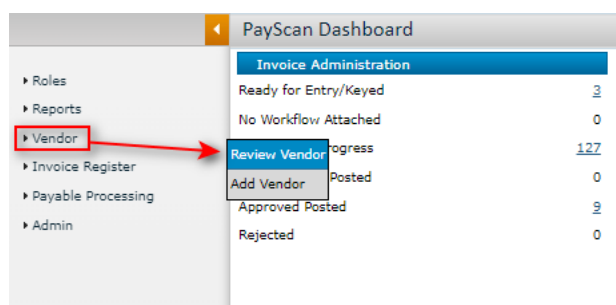 PayScan Dashboard
Invoice Administration
Roles
Reports
Vendor
Invoice Register
Payable Processing
Admin
Ready for Entry/Keyed 3
No Workflow Attached 0
127
Posted 0
Approved Posted 9
Rejected 0
Review Vendor
Add Vendor